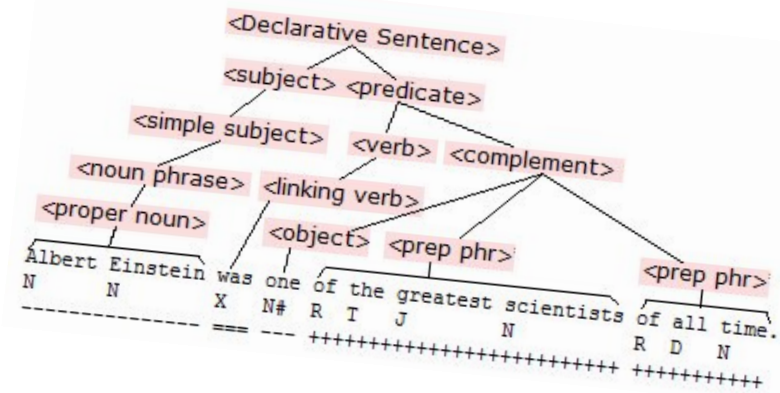 <Declarative Sentence>
<subject> <predicate>
<simple subject> <verb> <complement>
<noun phrase> <linking verb>
<proper noun> <object> <prep phr> <prep phr>
Albert Einstein was one of the greatest scientists of all time.
N N X N# R T J N R D N
--------------- === --- ++++++++++++++++++++++++++ +++++++++++